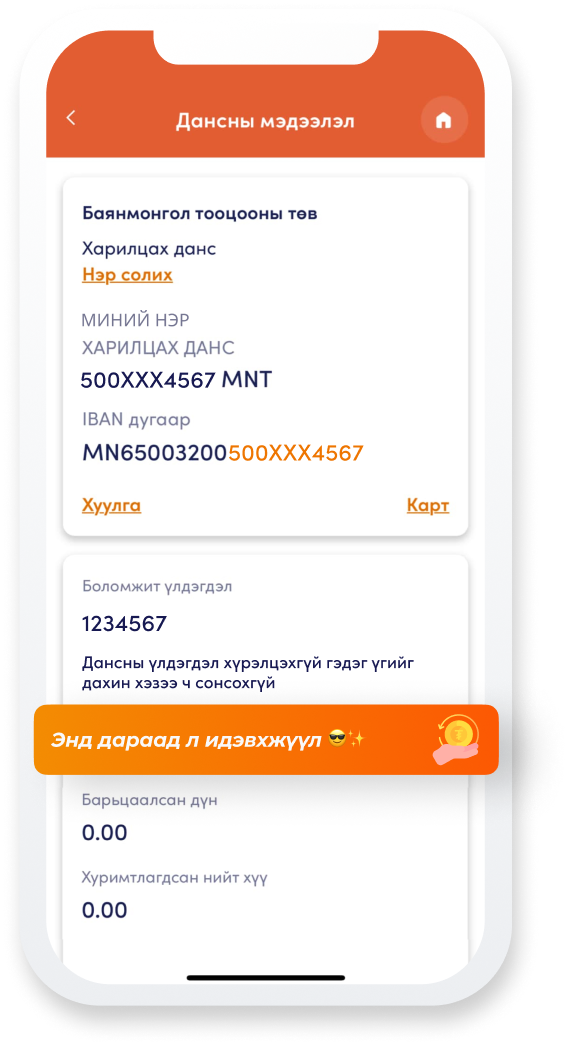 Дансны мэдээлэл
Баянмонгол тооцооны төв
Харилцах данс
Нэр солих
МИНИЙ НЭР
ХАРИЛЦАХ ДАНС
500XXX4567 MNT
IBAN дугаар
MN65003200500XXX4567
Хуулга Карт
Боломжит үлдэгдэл
1234567
Дансны үлдэгдэл хүрэлцэхгүй гэдэг үгийг
дахин хэзээ ч сонсохгүй
Энд дараад л идэвхжүүл 😎✨
Барьцаалсан дүн
0.00
Хуримтлагдсан нийт хүү
0.00